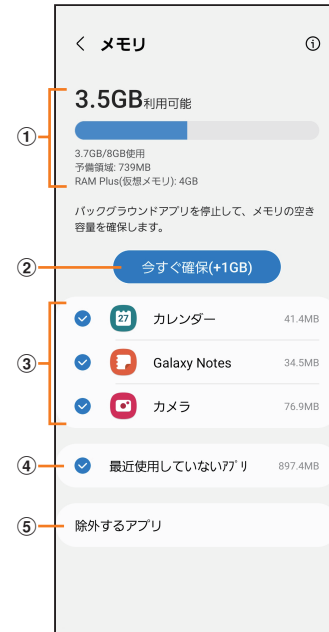 メモリ
3.5GB利用可能
①
3.7GB/8GB使用
予備領域: 739MB
RAM Plus(仮想メモリ): 4GB
バックグラウンドアプリを停止して、メモリの空き
容量を確保します。
② 今すぐ確保(+1GB)
27 カレンダー 41.4MB
③ Galaxy Notes 34.5MB
カメラ 76.9MB
④ 最近使用していないアプリ 897.4MB
⑤ 除外するアプリ